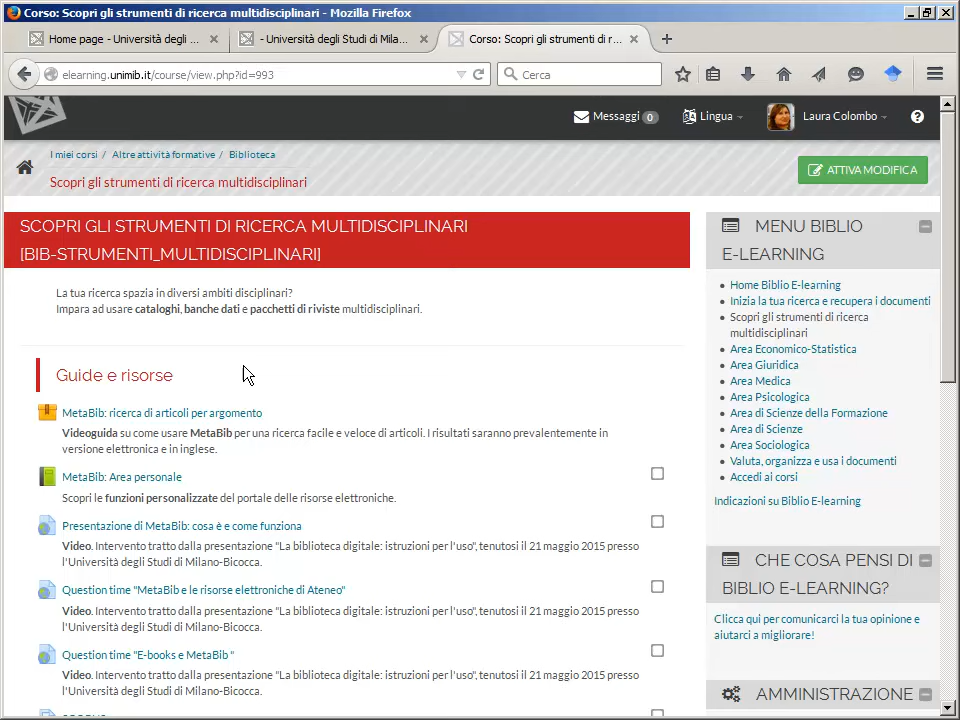 Corso: Scopri gli strumenti di ricerca multidisciplinari - Mozilla Firefox
Home page - Università degli ...
- Università degli Studi di Mila...
Corso: Scopri gli strumenti di r...
elearning.unimib.it/course/view.php?id=993
Cerca
Messaggi 0
Lingua
Laura Colombo
I miei corsi / Altre attività formative / Biblioteca
Scopri gli strumenti di ricerca multidisciplinari
ATTIVA MODIFICA
SCOPRI GLI STRUMENTI DI RICERCA MULTIDISCIPLINARI
[BIB-STRUMENTI_MULTIDISCIPLINARI]
La tua ricerca spazia in diversi ambiti disciplinari?
Impara ad usare cataloghi, banche dati e pacchetti di riviste multidisciplinari.
Guide e risorse
MetaBib: ricerca di articoli per argomento
Videoguida su come usare MetaBib per una ricerca facile e veloce di articoli. I risultati saranno prevalentemente in
versione elettronica e in inglese.
MetaBib: Area personale
Scopri le funzioni personalizzate del portale delle risorse elettroniche.
Presentazione di MetaBib: cosa è e come funziona
Video. Intervento tratto dalla presentazione "La biblioteca digitale: istruzioni per l'uso", tenutosi il 21 maggio 2015 presso
l'Università degli Studi di Milano-Bicocca.
Question time "MetaBib e le risorse elettroniche di Ateneo"
Video. Intervento tratto dalla presentazione "La biblioteca digitale: istruzioni per l'uso", tenutosi il 21 maggio 2015 presso
l'Università degli Studi di Milano-Bicocca.
Question time "E-books e MetaBib "
Video. Intervento tratto dalla presentazione "La biblioteca digitale: istruzioni per l'uso", tenutosi il 21 maggio 2015 presso
l'Università degli Studi di Milano-Bicocca.
MENU BIBLIO
E-LEARNING
Home Biblio E-learning
Inizia la tua ricerca e recupera i documenti
Scopri gli strumenti di ricerca
multidisciplinari
Area Economico-Statistica
Area Giuridica
Area Medica
Area Psicologica
Area di Scienze della Formazione
Area di Scienze
Area Sociologica
Valuta, organizza e usa i documenti
Accedi ai corsi
Indicazioni su Biblio E-learning
CHE COSA PENSI DI
BIBLIO E-LEARNING?
Clicca qui per comunicarci la tua opinione e
aiutarci a migliorare!
AMMINISTRAZIONE